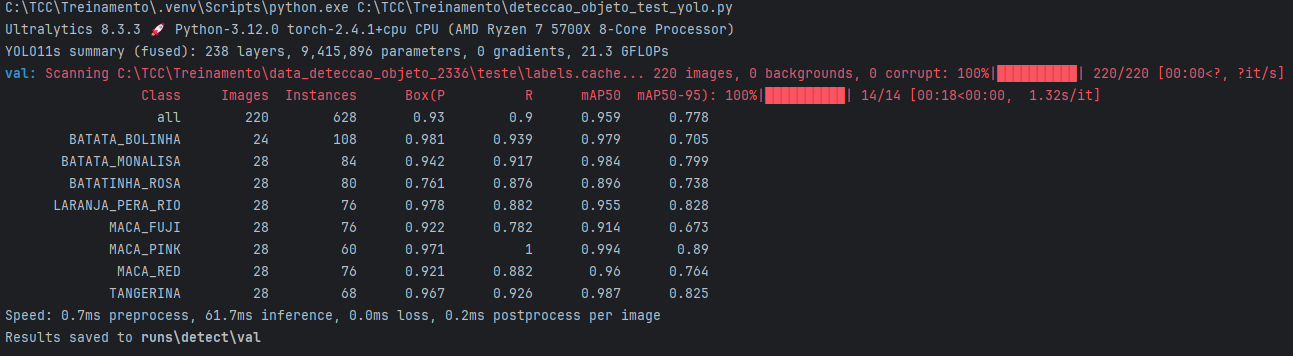 C:\TCC\Treinamento\.venv\Scripts\python.exe C:\TCC\Treinamento\deteccao_objeto_test_yolo.py
Ultralytics 8.3.3 🚀 Python-3.12.0 torch-2.4.1+cpu CPU (AMD Ryzen 7 5700X 8-Core Processor)
YOLO11s summary (fused): 238 layers, 9,415,896 parameters, 0 gradients, 21.3 GFLOPs
val: Scanning C:\TCC\Treinamento\data_deteccao_objeto_2336\teste\labels.cache... 220 images, 0 backgrounds, 0 corrupt: 100%|██████████| 220/220 [00:00<?, ?it/s]
Class Images Instances Box(P R mAP50 mAP50-95): 100%|██████████| 14/14 [00:18<00:00, 1.32s/it]
all 220 628 0.93 0.9 0.959 0.778
BATATA_BOLINHA 24 108 0.981 0.939 0.979 0.705
BATATA_MONALISA 28 84 0.942 0.917 0.984 0.799
BATATINHA_ROSA 28 80 0.761 0.876 0.896 0.738
LARANJA_PERA_RIO 28 76 0.978 0.882 0.955 0.828
MACA_FUJI 28 76 0.922 0.782 0.914 0.673
MACA_PINK 28 60 0.971 1 0.994 0.89
MACA_RED 28 76 0.921 0.882 0.96 0.764
TANGERINA 28 68 0.967 0.926 0.987 0.825
Speed: 0.7ms preprocess, 61.7ms inference, 0.0ms loss, 0.2ms postprocess per image
Results saved to runs\detect\val